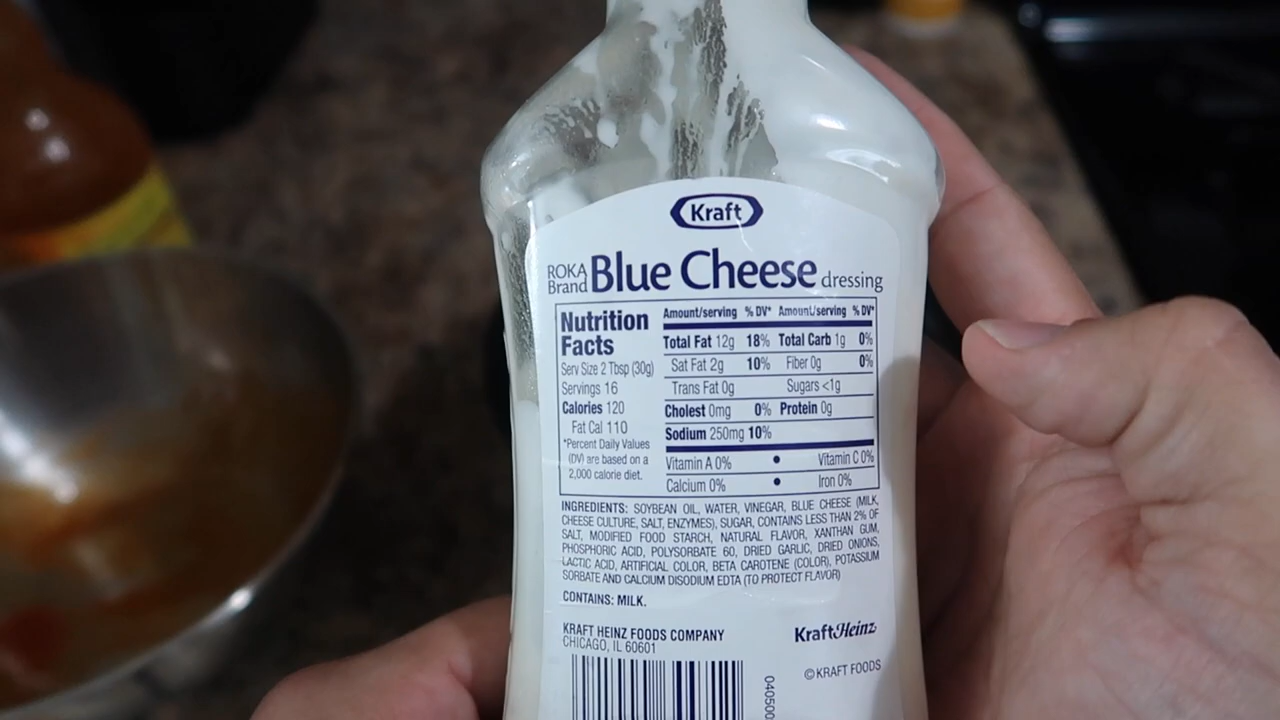 Kraft
ROKA Brand Blue Cheese dressing
Nutrition Facts
Serv Size 2 Tbsp (30g)
Servings 16
Calories 120
Fat Cal 110
*Percent Daily Values
(DV) are based on a
2,000 calorie diet.
Amount/serving % DV* Amount/serving % DV*
Total Fat 12g 18% Total Carb 1g 0%
Sat Fat 2g 10% Fiber 0g 0%
Trans Fat 0g Sugars <1g
Cholest 0mg 0% Protein 0g
Sodium 250mg 10%
Vitamin A 0% • Vitamin C 0%
Calcium 0% • Iron 0%
INGREDIENTS: SOYBEAN OIL, WATER, VINEGAR, BLUE CHEESE (MILK,
CHEESE CULTURE, SALT, ENZYMES), SUGAR, CONTAINS LESS THAN 2% OF
SALT, MODIFIED FOOD STARCH, NATURAL FLAVOR, XANTHAN GUM,
PHOSPHORIC ACID, POLYSORBATE 60, DRIED GARLIC, DRIED ONIONS,
LACTIC ACID, ARTIFICIAL COLOR, BETA CAROTENE (COLOR), POTASSIUM
SORBATE AND CALCIUM DISODIUM EDTA (TO PROTECT FLAVOR)
CONTAINS: MILK.
KRAFT HEINZ FOODS COMPANY
CHICAGO, IL 60601
KraftHeinz
© KRAFT FOODS
040500